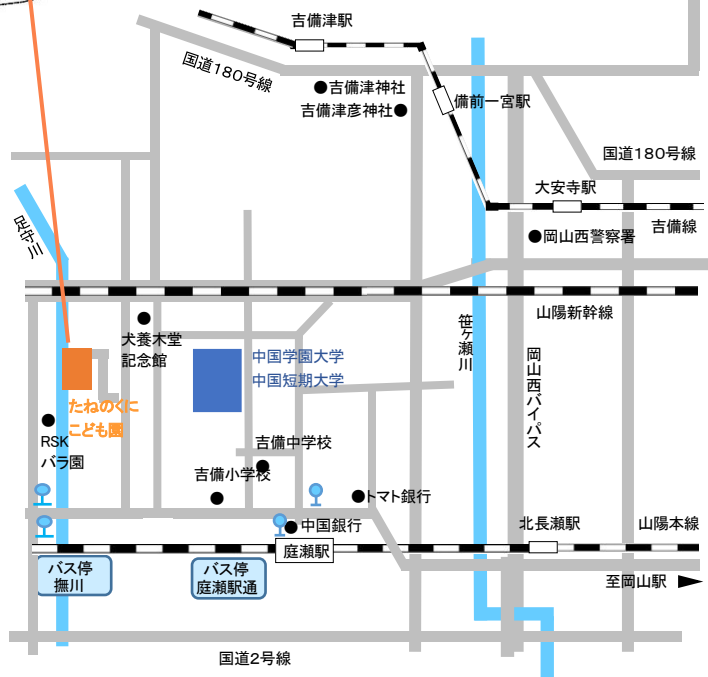 吉備津駅
国道180号線
吉備津神社
備前一宮駅
吉備津彦神社
国道180号線
大安寺駅
足守川
吉備線
岡山西警察署
山陽新幹線
笹ヶ瀬川
犬養木堂
記念館
中国学園大学
中国短期大学
岡山西バイパス
たねのくに
こども園
RSK
バラ園
吉備中学校
吉備小学校
トマト銀行
中国銀行
北長瀬駅
山陽本線
庭瀬駅
バス停
撫川
バス停
庭瀬駅通
至岡山駅
国道2号線